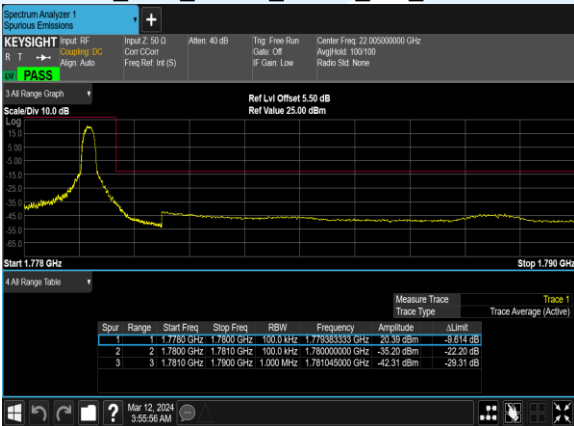 Spectrum Analyzer 1
Spurious Emissions
KEYSIGHT Input: RF Input Z: 50 Ω Atten: 40 dB Trig: Free Run Center Freq: 22.005000000 GHz
R T Coupling: DC Corr CCorr Gate: Off Avg|Hold: 100/100
Align: Auto Freq Ref: Int (S) IF Gain: Low Radio Std: None
PASS
3 All Range Graph
Ref Lvl Offset 5.50 dB
Scale/Div 10.0 dB Ref Value 25.00 dBm
Log
15.0
5.00
-5.00
-15.0
-25.0
-35.0
-45.0
-55.0
-65.0
Start 1.778 GHz Stop 1.790 GHz
4 All Range Table
Measure Trace Trace 1
Trace Type Trace Average (Active)
Spur Range Start Freq Stop Freq RBW Frequency Amplitude ΔLimit
1 1 1.7780 GHz 1.7800 GHz 100.0 kHz 1.779383333 GHz 20.39 dBm -9.614 dB
2 2 1.7800 GHz 1.7810 GHz 100.0 kHz 1.780000000 GHz -35.20 dBm -22.20 dB
3 3 1.7810 GHz 1.7900 GHz 1.000 MHz 1.781045000 GHz -42.31 dBm -29.31 dB
Mar 12, 2024
3:55:56 AM